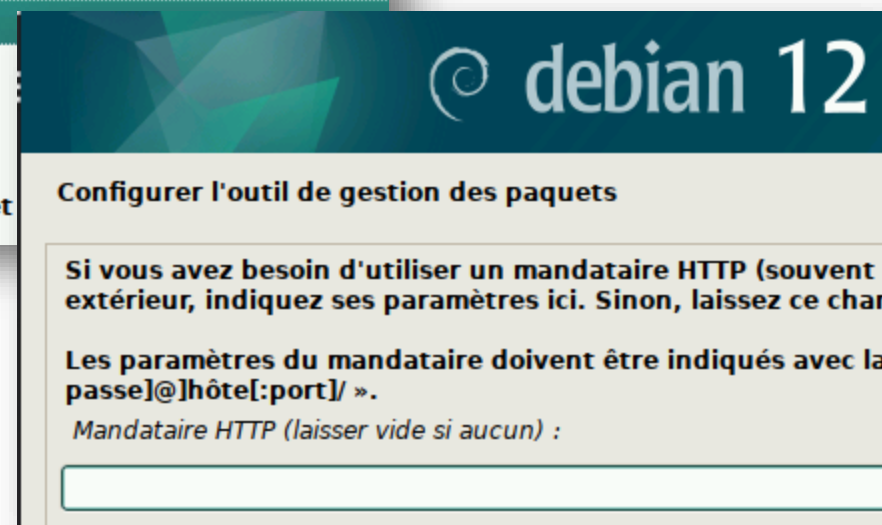 debian 12
Configurer l'outil de gestion des paquets
Si vous avez besoin d'utiliser un mandataire HTTP (souvent
extérieur, indiquez ses paramètres ici. Sinon, laissez ce
Les paramètres du mandataire doivent être indiqués avec la
passe]@]hôte[:port]/ ».
Mandataire HTTP (laisser vide si aucun) :